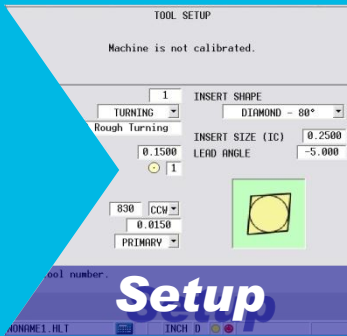 TOOL SETUP
Machine is not calibrated.
1 INSERT SHAPE
TURNING DIAMOND - 80°
Rough Turning
INSERT SIZE (IC) 0.2500
0.1500 LEAD ANGLE -5.000
1
830 CCW
0.0150
PRIMARY
ool number.
Setup
NONAME1.HLT INCH D